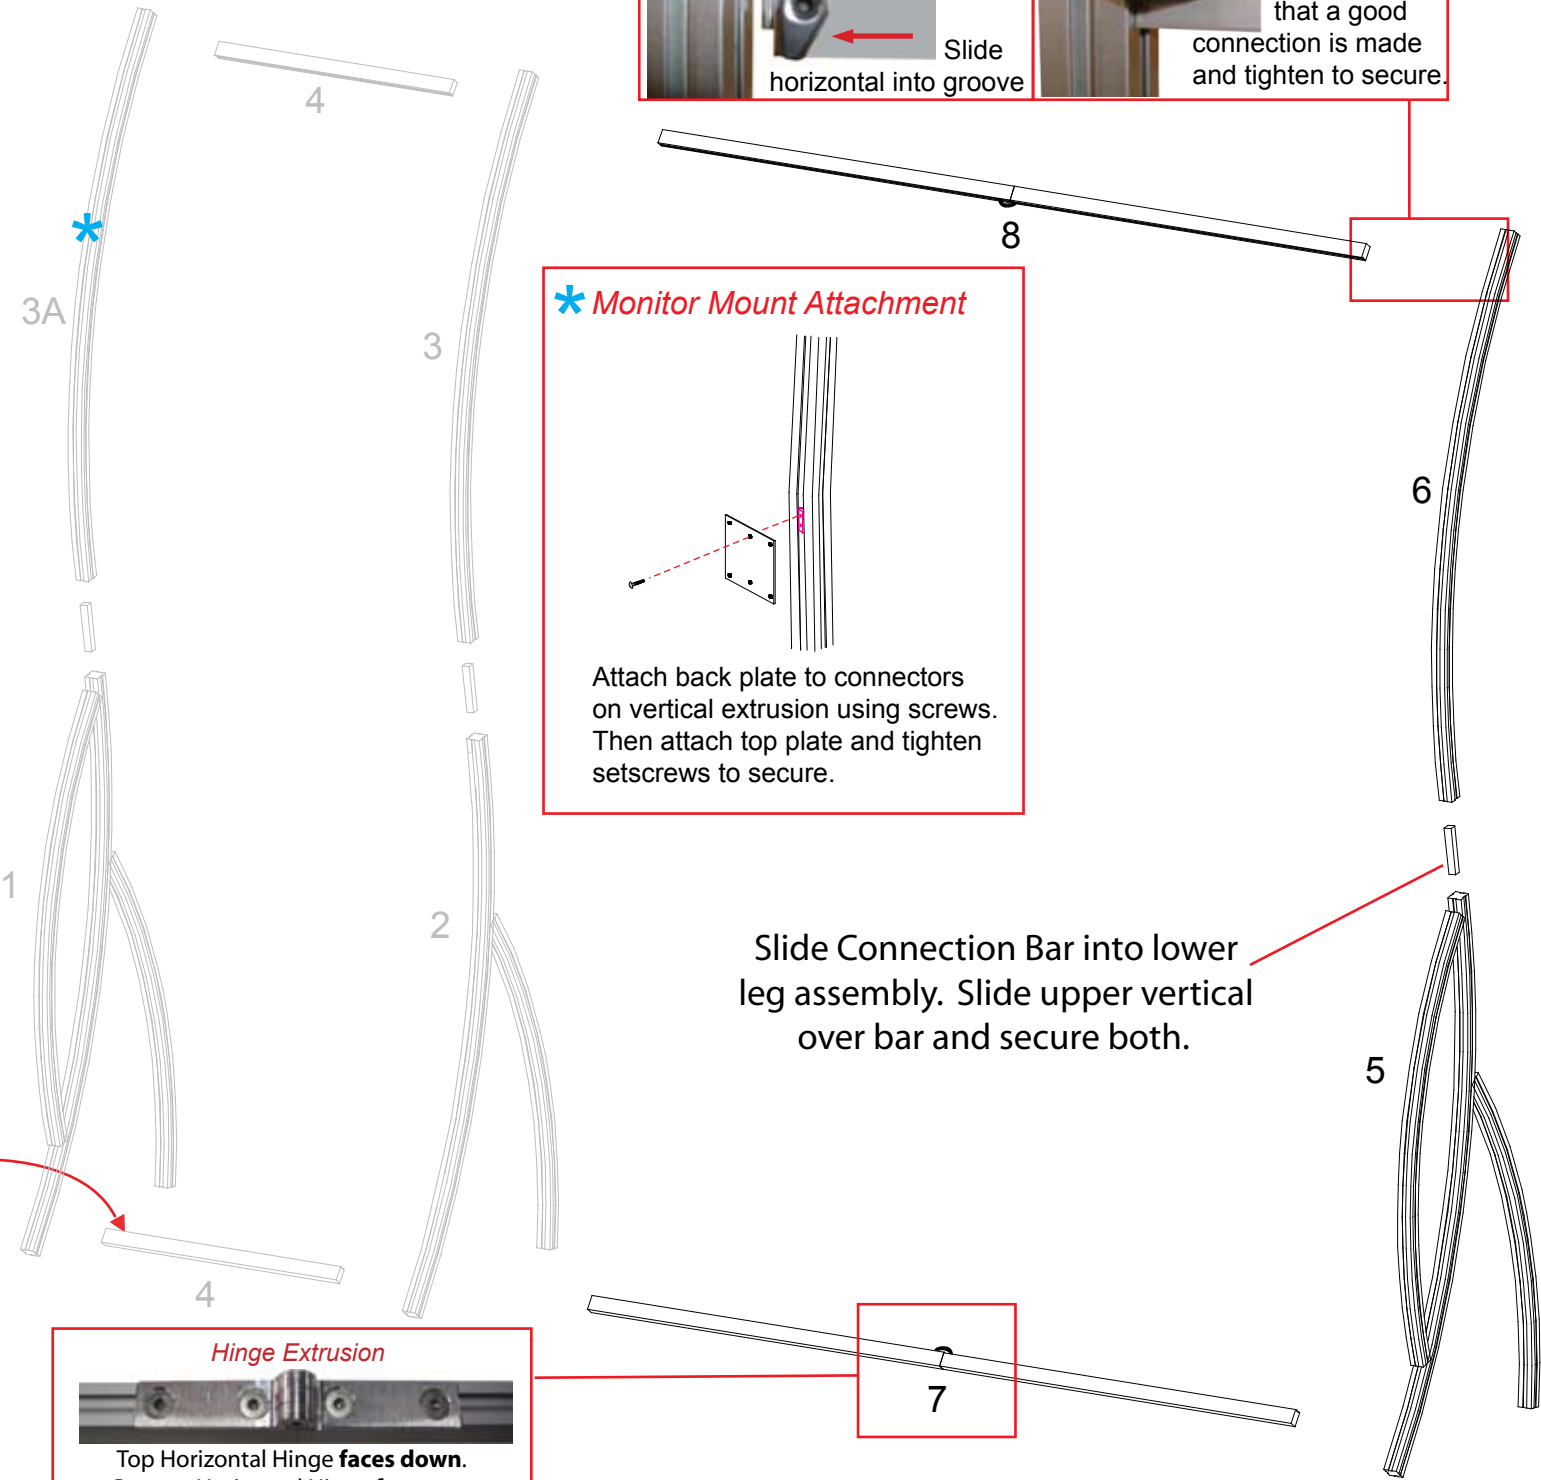 that a good
connection is made
and tighten to secure.
Slide
horizontal into groove
4
8
*
3A
3
* Monitor Mount Attachment
6
Attach back plate to connectors
on vertical extrusion using screws.
Then attach top plate and tighten
setscrews to secure.
1
2
Slide Connection Bar into lower
leg assembly. Slide upper vertical
over bar and secure both.
5
4
Hinge Extrusion
7
Top Horizontal Hinge faces down.